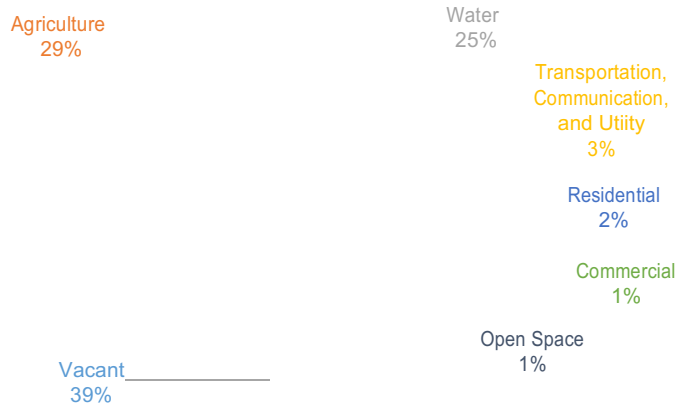 Agriculture
29%
Water
25%
Transportation,
Communication,
and Utiity
3%
Residential
2%
Commercial
1%
Open Space
1%
Vacant
39%